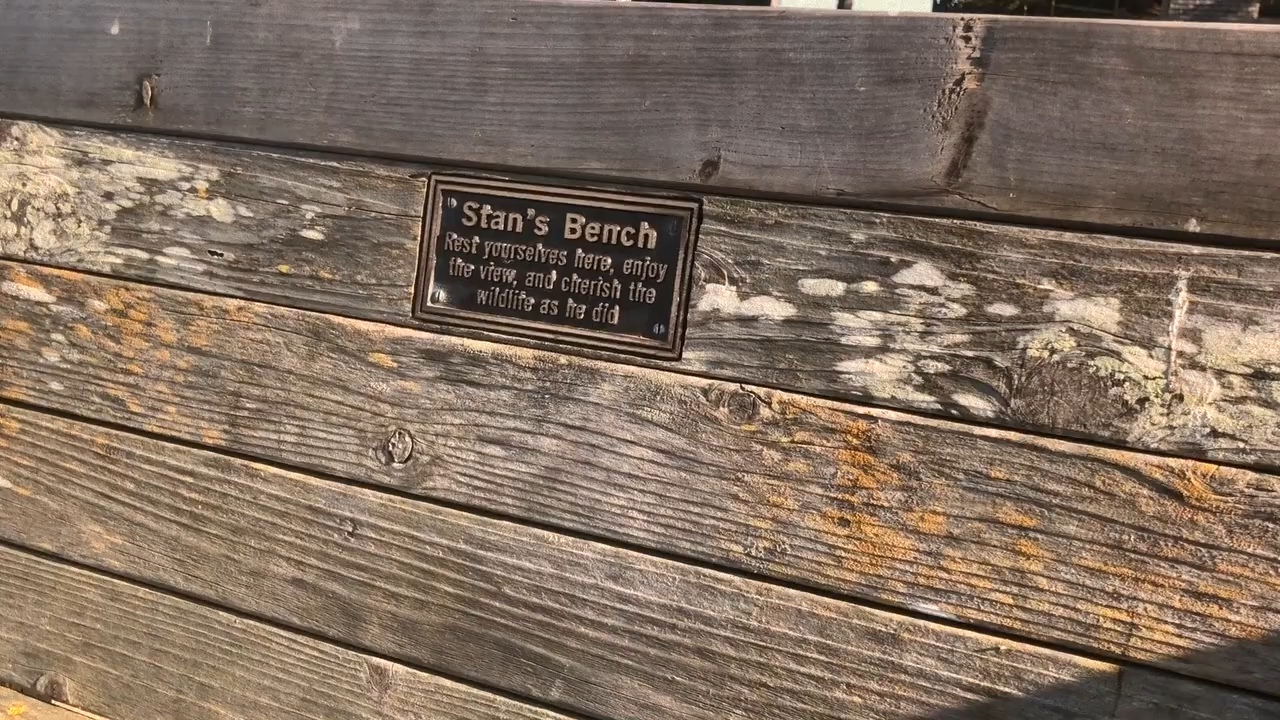 Stan's Bench
Rest yourselves here, enjoy
the view, and cherish the
wildlife as he did